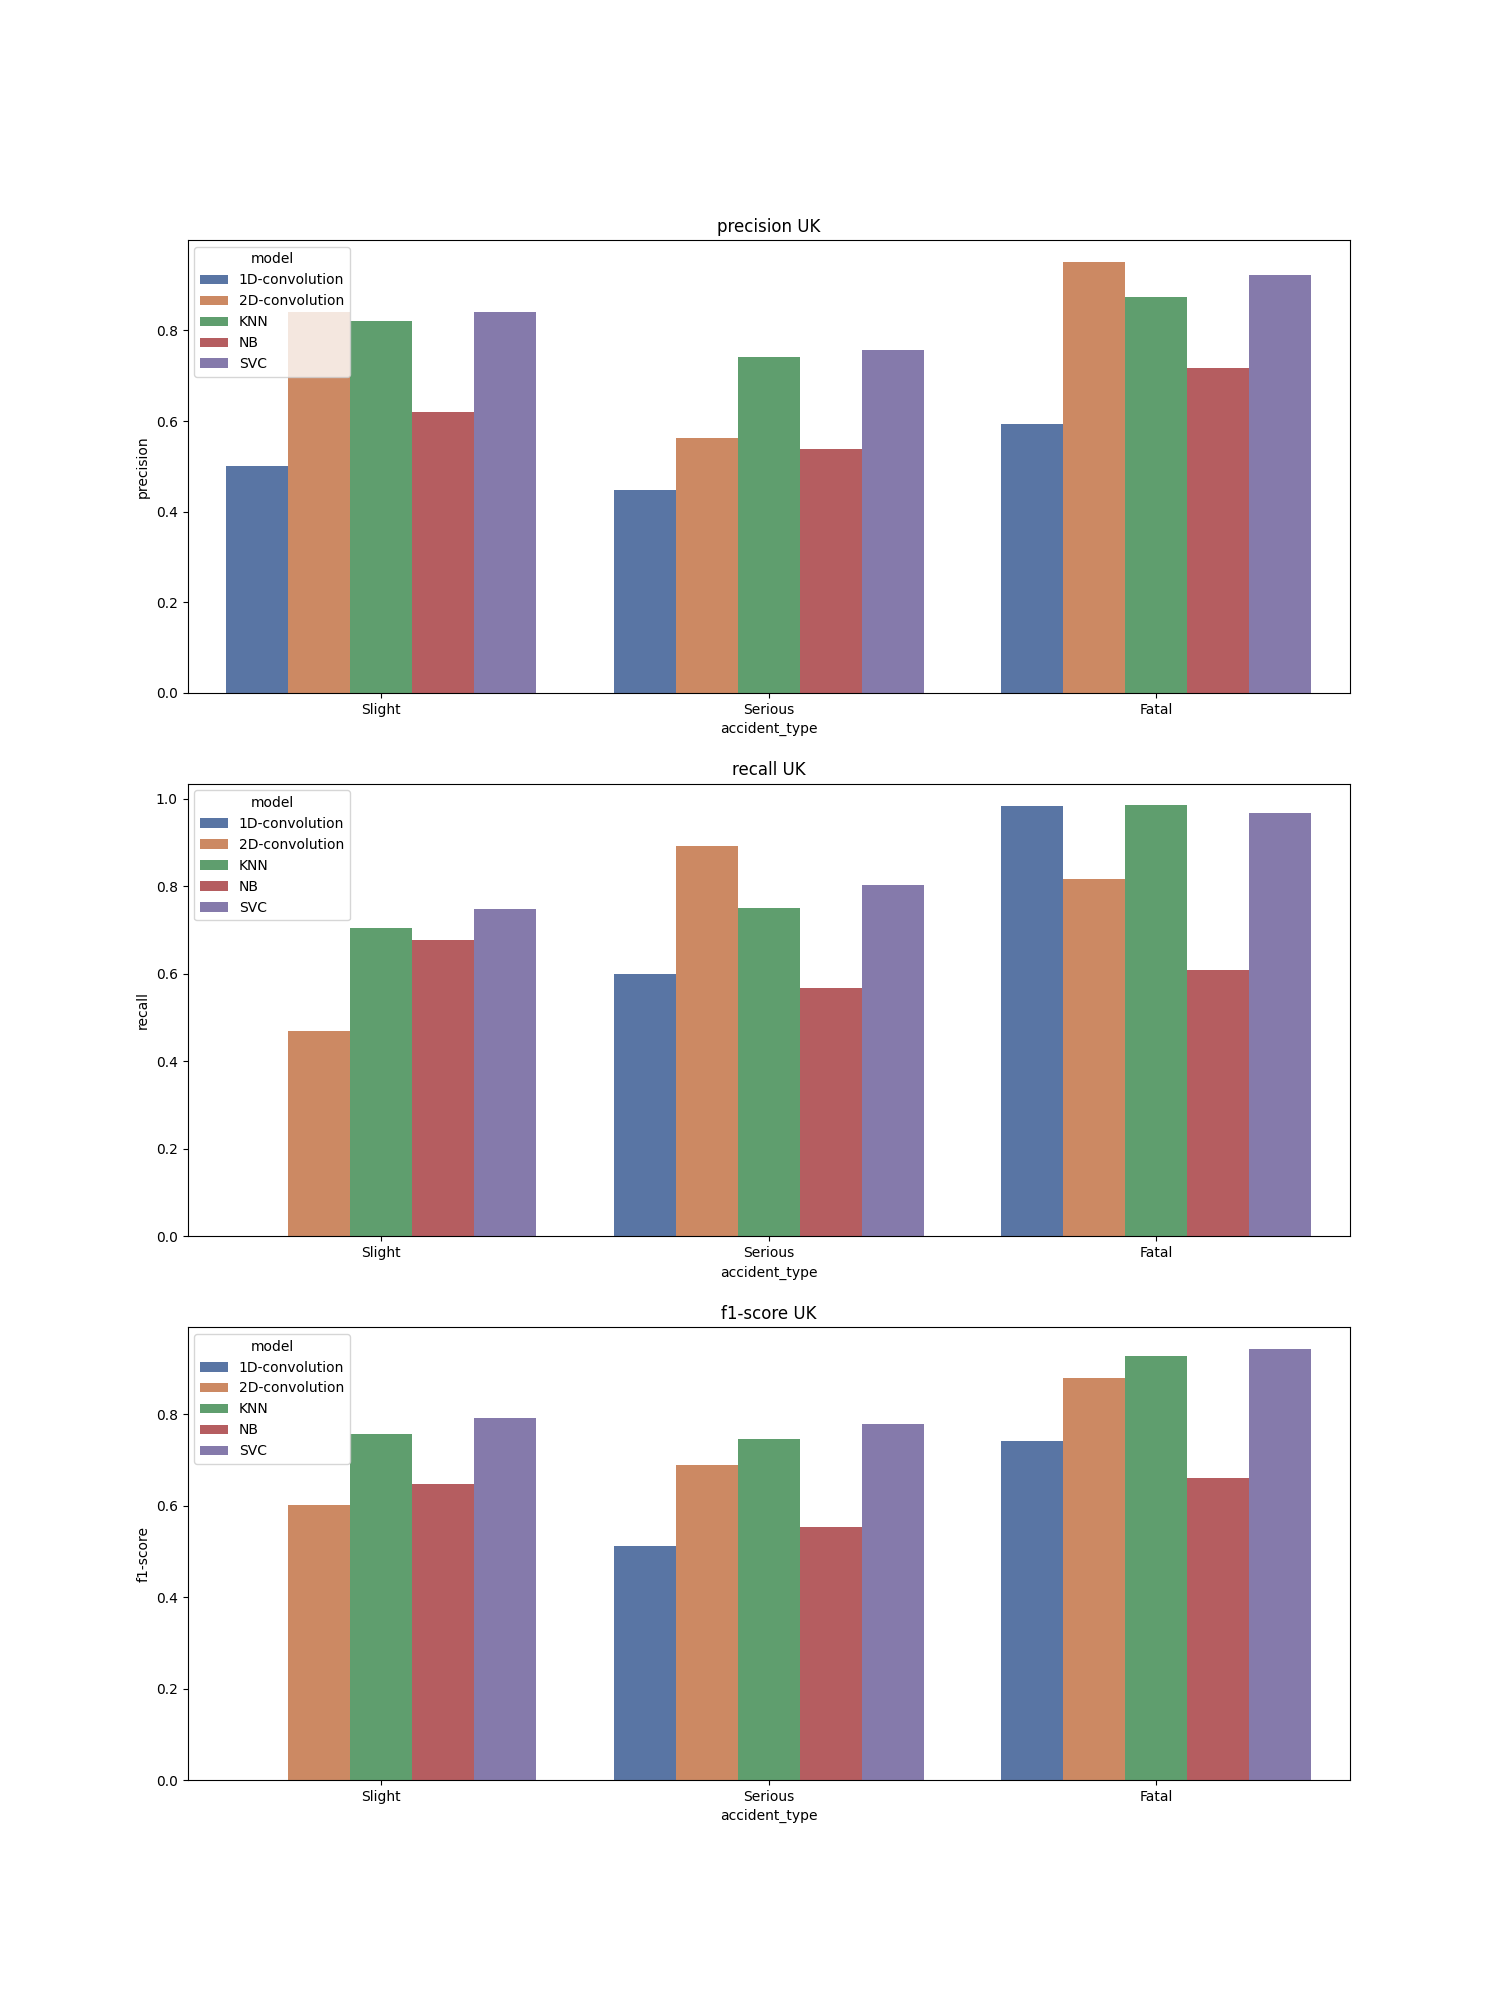 precision UK
model
1D-convolution
2D-convolution
KNN
NB
SVC
precision
0.8
0.6
0.4
0.2
0.0
Slight Serious Fatal
accident_type
recall UK
model
1D-convolution
2D-convolution
KNN
NB
SVC
recall
1.0
0.8
0.6
0.4
0.2
0.0
Slight Serious Fatal
accident_type
f1-score UK
model
1D-convolution
2D-convolution
KNN
NB
SVC
f1-score
0.8
0.6
0.4
0.2
0.0
Slight Serious Fatal
accident_type